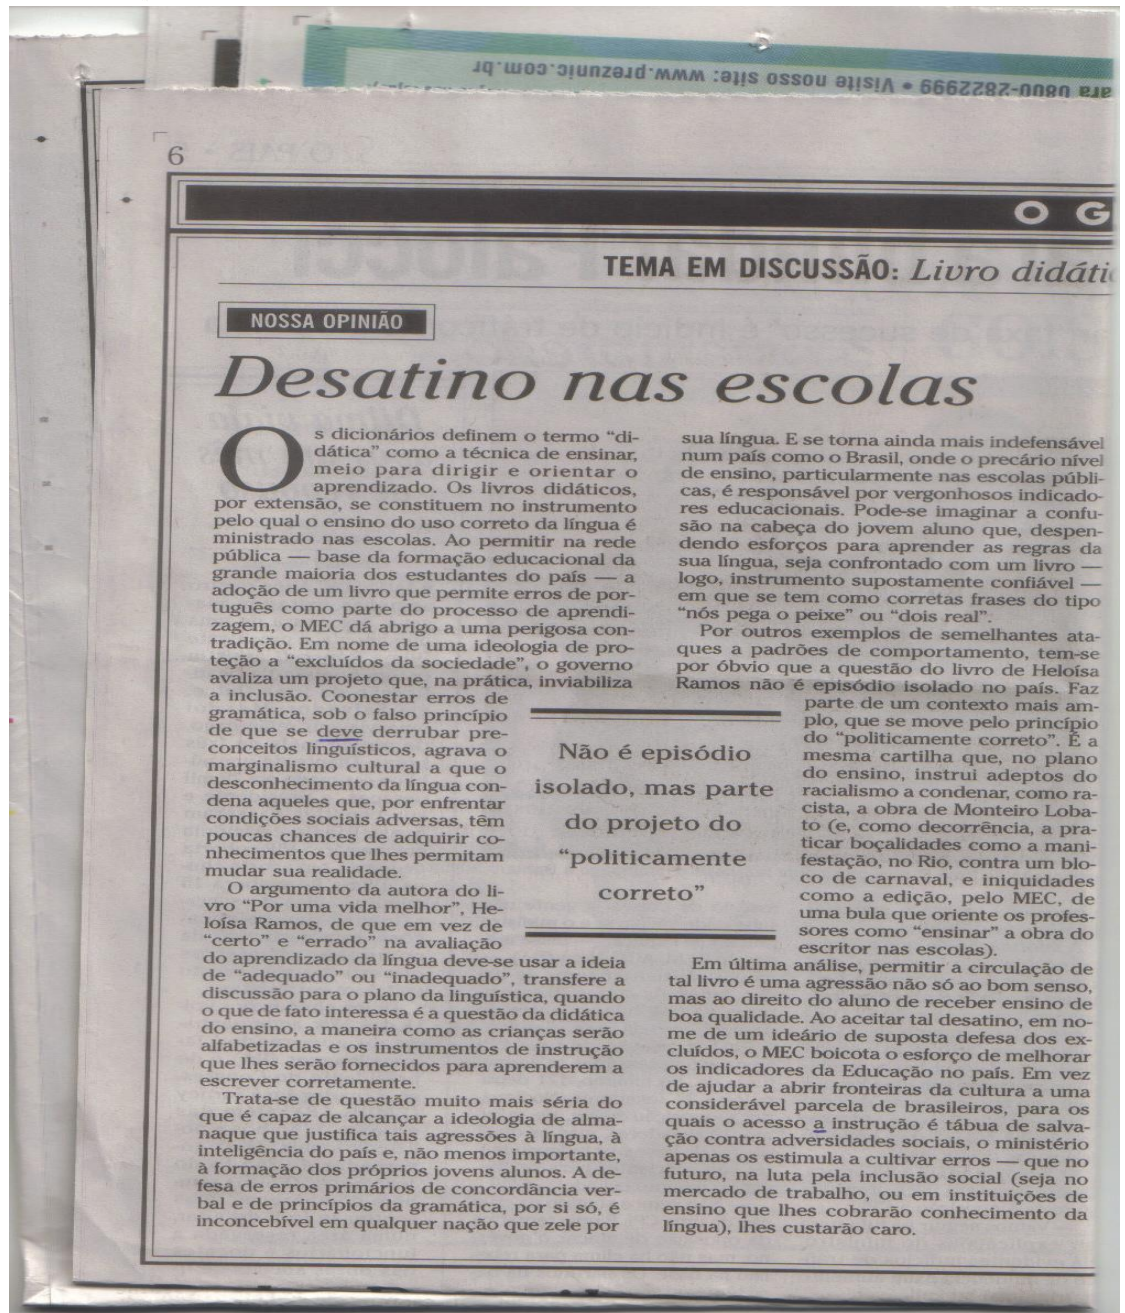 ara 0800-2822999 • Visite nosso site: www.prezunic.com.br
6
O G
TEMA EM DISCUSSÃO: Livro didáti
NOSSA OPINIÃO
Desatino nas escolas
Os dicionários definem o termo “di-
dática” como a técnica de ensinar,
meio para dirigir e orientar o
aprendizado. Os livros didáticos,
por extensão, se constituem no instrumento
pelo qual o ensino do uso correto da língua é
ministrado nas escolas. Ao permitir na rede
pública — base da formação educacional da
grande maioria dos estudantes do país — a
adoção de um livro que permite erros de por-
tuguês como parte do processo de aprendi-
zagem, o MEC dá abrigo a uma perigosa con-
tradição. Em nome de uma ideologia de pro-
teção a “excluídos da sociedade”, o governo
avaliza um projeto que, na prática, inviabiliza
a inclusão. Coonestar erros de
gramática, sob o falso princípio
de que se deve derrubar pre-
conceitos linguísticos, agrava o
marginalismo cultural a que o
desconhecimento da língua con-
dena aqueles que, por enfrentar
condições sociais adversas, têm
poucas chances de adquirir co-
nhecimentos que lhes permitam
mudar sua realidade.
O argumento da autora do li-
vro “Por uma vida melhor”, He-
loísa Ramos, de que em vez de
“certo” e “errado” na avaliação
do aprendizado da língua deve-se usar a ideia
de “adequado” ou “inadequado”, transfere a
discussão para o plano da linguística, quando
o que de fato interessa é a questão da didática
do ensino, a maneira como as crianças serão
alfabetizadas e os instrumentos de instrução
que lhes serão fornecidos para aprenderem a
escrever corretamente.
Trata-se de questão muito mais séria do
que é capaz de alcançar a ideologia de alma-
naque que justifica tais agressões à língua, à
inteligência do país e, não menos importante,
à formação dos próprios jovens alunos. A de-
fesa de erros primários de concordância ver-
bal e de princípios da gramática, por si só, é
inconcebível em qualquer nação que zele por
sua língua. E se torna ainda mais indefensável
num país como o Brasil, onde o precário nível
de ensino, particularmente nas escolas públi-
cas, é responsável por vergonhosos indicado-
res educacionais. Pode-se imaginar a confu-
são na cabeça do jovem aluno que, despen-
dendo esforços para aprender as regras da
sua língua, seja confrontado com um livro —
logo, instrumento supostamente confiável —
em que se tem como corretas frases do tipo
“nós pega o peixe” ou “dois real”.
Por outros exemplos de semelhantes ata-
ques a padrões de comportamento, tem-se
por óbvio que a questão do livro de Heloísa
Ramos não é episódio isolado no país. Faz
parte de um contexto mais am-
plo, que se move pelo princípio
do “politicamente correto”. É a
mesma cartilha que, no plano
do ensino, instrui adeptos do
racialismo a condenar, como ra-
cista, a obra de Monteiro Loba-
to (e, como decorrência, a pra-
ticar boçalidades como a mani-
festação, no Rio, contra um blo-
co de carnaval, e iniquidades
como a edição, pelo MEC, de
uma bula que oriente os profes-
sores como “ensinar” a obra do
escritor nas escolas).
Em última análise, permitir a circulação de
tal livro é uma agressão não só ao bom senso,
mas ao direito do aluno de receber ensino de
boa qualidade. Ao aceitar tal desatino, em no-
me de um ideário de suposta defesa dos ex-
cluídos, o MEC boicota o esforço de melhorar
os indicadores da Educação no país. Em vez
de ajudar a abrir fronteiras da cultura a uma
considerável parcela de brasileiros, para os
quais o acesso a instrução é tábua de salva-
ção contra adversidades sociais, o ministério
apenas os estimula a cultivar erros — que no
futuro, na luta pela inclusão social (seja no
mercado de trabalho, ou em instituições de
ensino que lhes cobrarão conhecimento da
língua), lhes custarão caro.
Não é episódio
isolado, mas parte
do projeto do
“politicamente
correto”